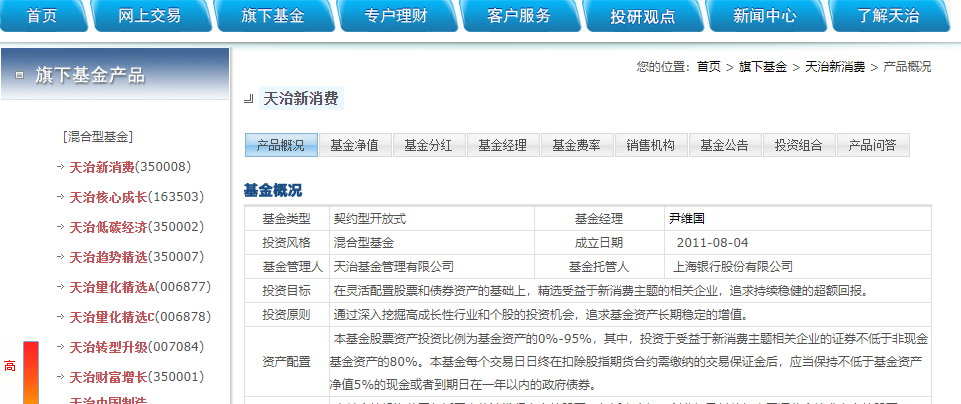 首页 网上交易 旗下基金 专户理财 客户服务 投研观点 新闻中心 了解天治
旗下基金产品
您的位置：首页 > 旗下基金 > 天治新消费 > 产品概况
天治新消费
[混合型基金]
天治新消费(350008)
天治核心成长(163503)
天治低碳经济(350002)
天治趋势精选(350007)
天治量化精选A(006877)
天治量化精选C(006878)
天治转型升级(007084)
天治财富增长(350001)
天治中国制造
高
产品概况 基金净值 基金分红 基金经理 基金费率 销售机构 基金公告 投资组合 产品问答
基金概况
基金类型 契约型开放式 基金经理 尹维国
投资风格 混合型基金 成立日期 2011-08-04
基金管理人 天治基金管理有限公司 基金托管人 上海银行股份有限公司
投资目标 在灵活配置股票和债券资产的基础上，精选受益于新消费主题的相关企业，追求持续稳健的超额回报。
投资原则 通过深入挖掘高成长性行业和个股的投资机会，追求基金资产长期稳定的增值。
资产配置 本基金股票资产投资比例为基金资产的0%-95%，其中，投资于受益于新消费主题相关企业的证券不低于非现金
基金资产的80%。本基金每个交易日日终在扣除股指期货合约需缴纳的交易保证金后，应当保持不低于基金资产
净值5%的现金或者到期日在一年以内的政府债券。